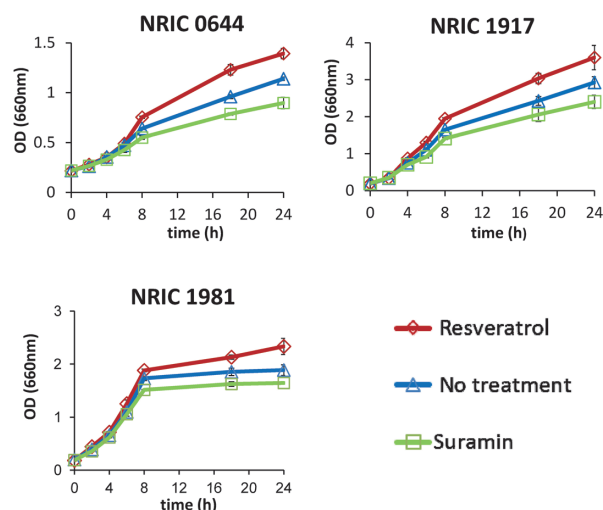 NRIC 0644
OD (660nm)
1.5
1
0.5
0
0 4 8 12 16 20 24
time (h)
NRIC 1917
OD (660nm)
4
3
2
1
0
0 4 8 12 16 20 24
time (h)
NRIC 1981
OD (660nm)
3
2
1
0
0 4 8 12 16 20 24
time (h)
Resveratrol
No treatment
Suramin